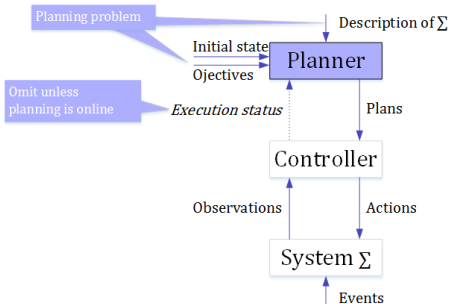 Planning problem
Description of Σ
Initial state
Ojectives
Planner
Omit unless
planning is online
Execution status
Plans
Controller
Observations
Actions
System Σ
Events